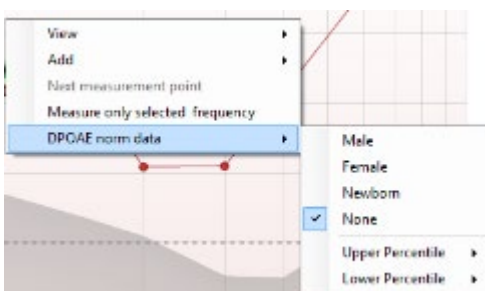 View
Add
Next measurement point
Measure only selected frequency
DPOAE norm data
Male
Female
Newborn
None
Upper Percentile
Lower Percentile